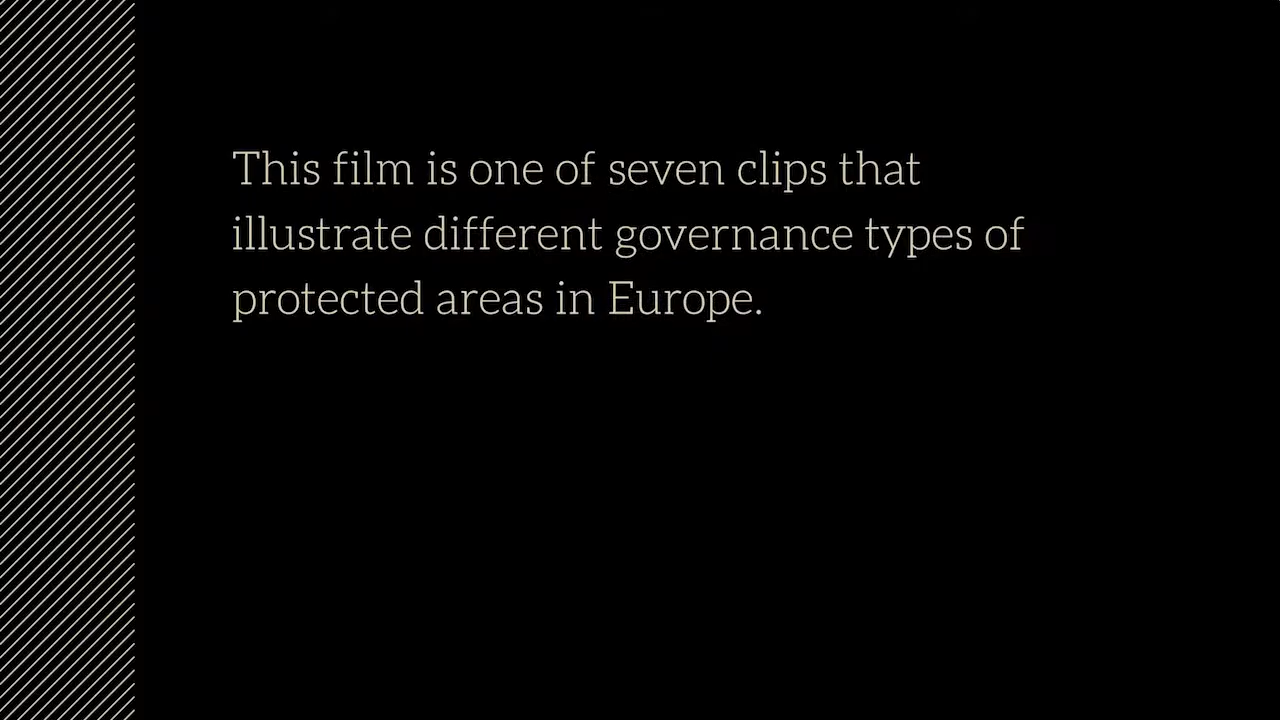 This film is one of seven clips that
illustrate different governance types of
protected areas in Europe.